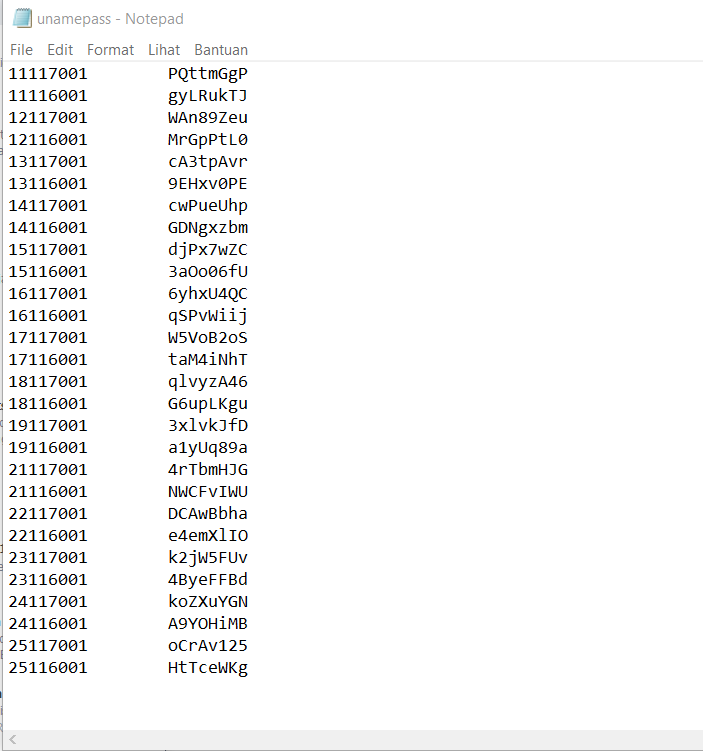 unamepass - Notepad
File Edit Format Lihat Bantuan
11117001 PQttmGgP
11116001 gyLRukTJ
12117001 WAn89Zeu
12116001 MrGpPtL0
13117001 cA3tpAvr
13116001 9EHxv0PE
14117001 cwPueUhp
14116001 GDNgxzbm
15117001 djPx7wZC
15116001 3aOo06fU
16117001 6yhxU4QC
16116001 qSPvWiij
17117001 W5VoB2oS
17116001 taM4iNhT
18117001 qlvyzA46
18116001 G6upLKgu
19117001 3xlvkJfD
19116001 a1yUq89a
21117001 4rTbmHJG
21116001 NWCFvIWU
22117001 DCAwBbha
22116001 e4emXlIO
23117001 k2jW5FUv
23116001 4ByeFFBd
24117001 koZXuYGN
24116001 A9YOHiMB
25117001 oCrAv125
25116001 HtTceWKg